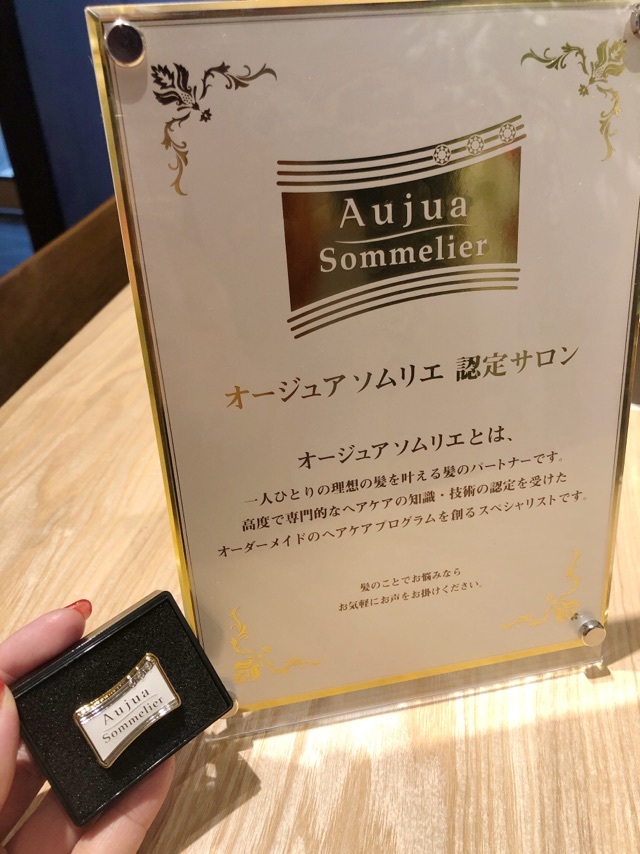 Aujua
Sommelier
オージュア ソムリエ 認定サロン
オージュア ソムリエとは、
一人ひとりの理想の髪を叶える髪のパートナーです。
高度で専門的なヘアケアの知識・技術の認定を受けた
オーダーメイドのヘアケアプログラムを創るスペシャリストです。
髪のことでお悩みなら
お気軽にお声をお掛けください。
Aujua
Sommelier